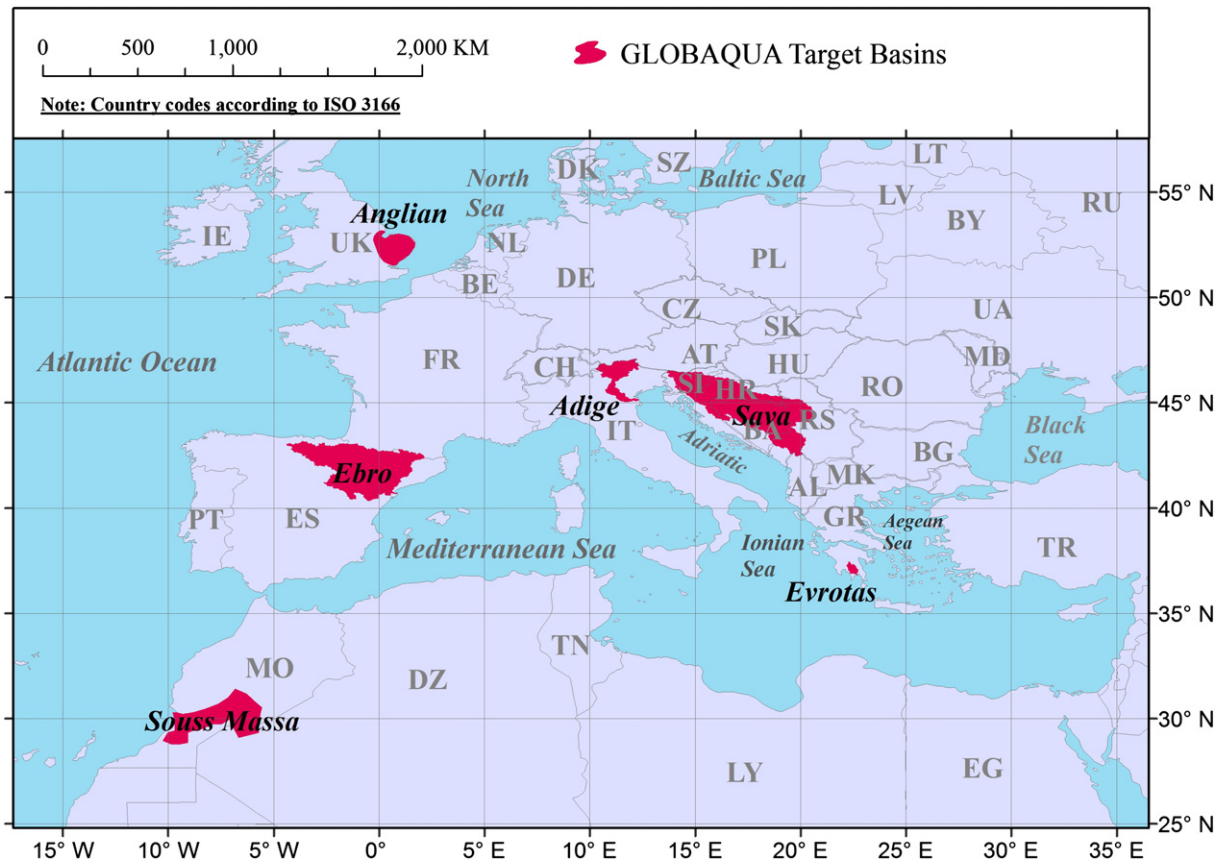 0 500 1,000 2,000 KM
GLOBAQUA Target Basins
Note: Country codes according to ISO 3166
LT
DK
SZ
North
Sea
Baltic Sea
LV
RU
55° N
Anglian
BY
IE
UK
NL
PL
BE
DE
50° N
CZ
UA
SK
Atlantic Ocean
FR
CH
AT
HU
MD
RO
SI
HR
45° N
Adige
IT
Sava
RS
BA
Black
Sea
Adriatic
BG
Ebro
MK
AL
40° N
PT
ES
GR
Aegean
Sea
Mediterranean Sea
Ionian
Sea
TR
Evrotas
35° N
TN
MO
DZ
Souss Massa
30° N
LY
EG
25° N
15° W 10° W 5° W 0° 5° E 10° E 15° E 20° E 25° E 30° E 35° E